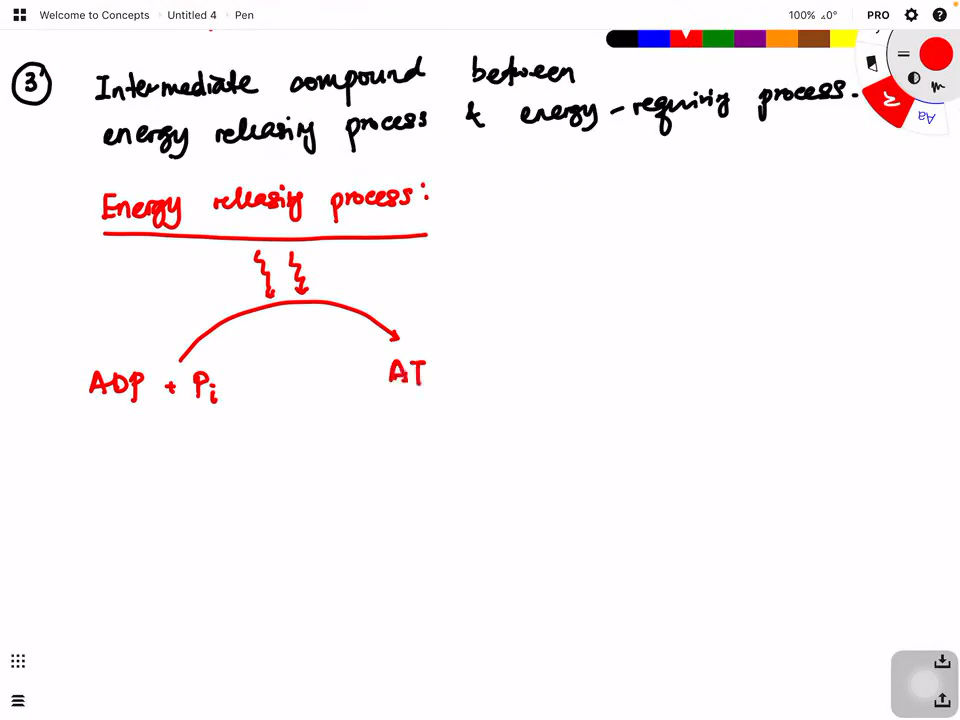 Welcome to Concepts › Untitled 4 › Pen
100% ⊿0° PRO
3 Intermediate compound between
energy releasing process & energy-requiring process.
Aa
Energy releasing process:
ADP + Pi AT